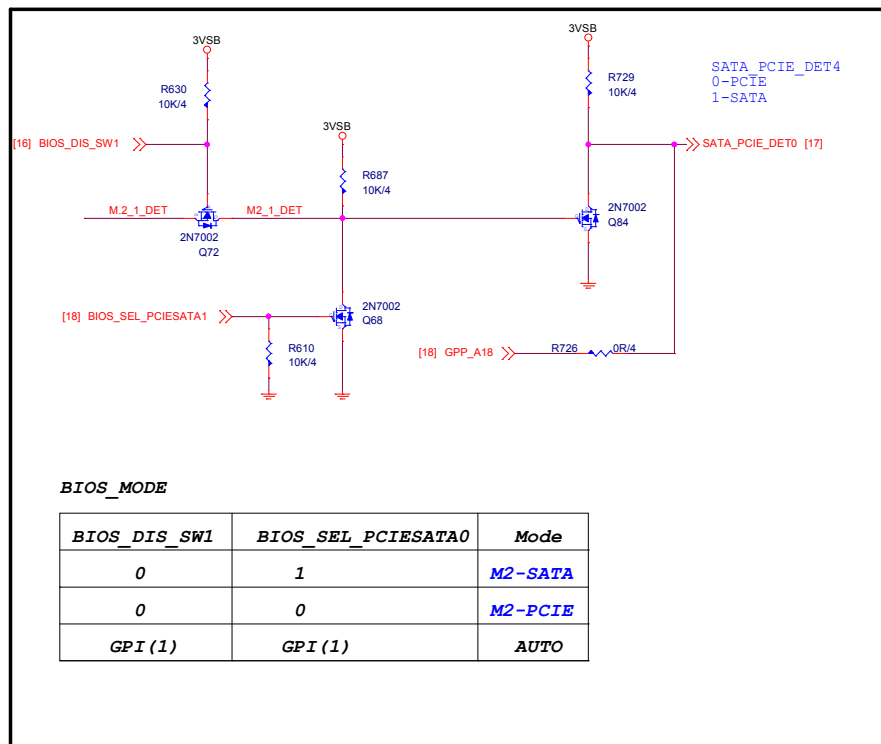 3VSB
R630
10K/4
[16] BIOS_DIS_SW1
M.2_1_DET
M2_1_DET
2N7002
Q72
3VSB
R687
10K/4
[18] BIOS_SEL_PCIESATA1
R610
10K/4
2N7002
Q68
3VSB
R729
10K/4
SATA_PCIE_DET4
0-PCIE
1-SATA
SATA_PCIE_DET0 [17]
2N7002
Q84
[18] GPP_A18
R726
0R/4
BIOS_MODE
BIOS_DIS_SW1 BIOS_SEL_PCIESATA0 Mode
0 1 M2-SATA
0 0 M2-PCIE
GPI(1) GPI(1) AUTO